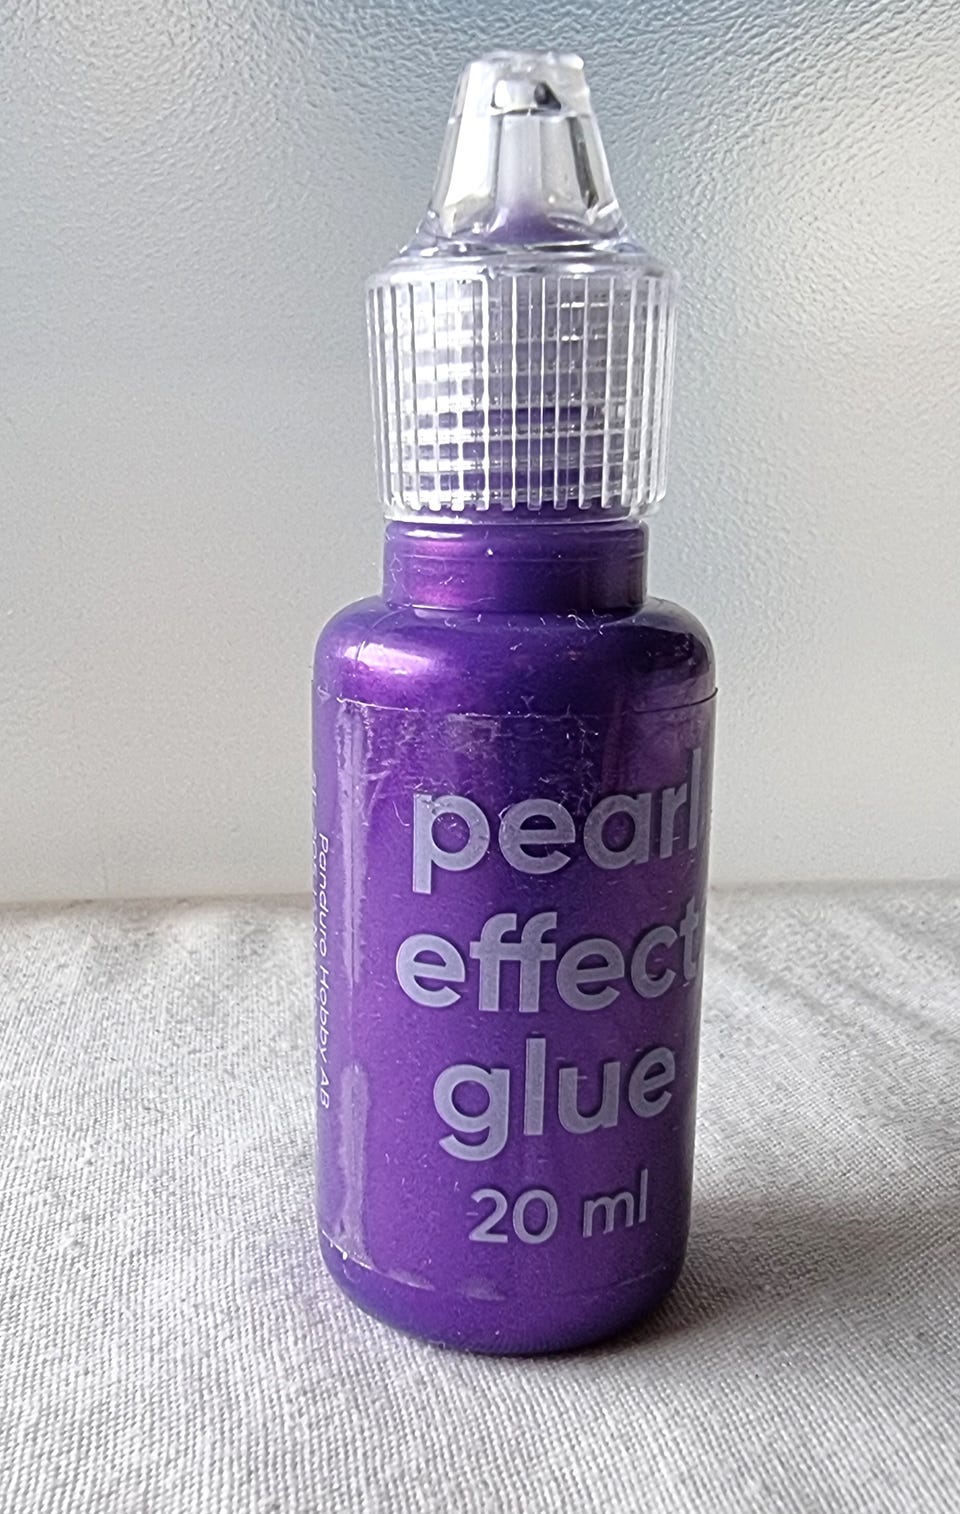 pearl
effect
glue
20 ml
Panduro Hobby AB